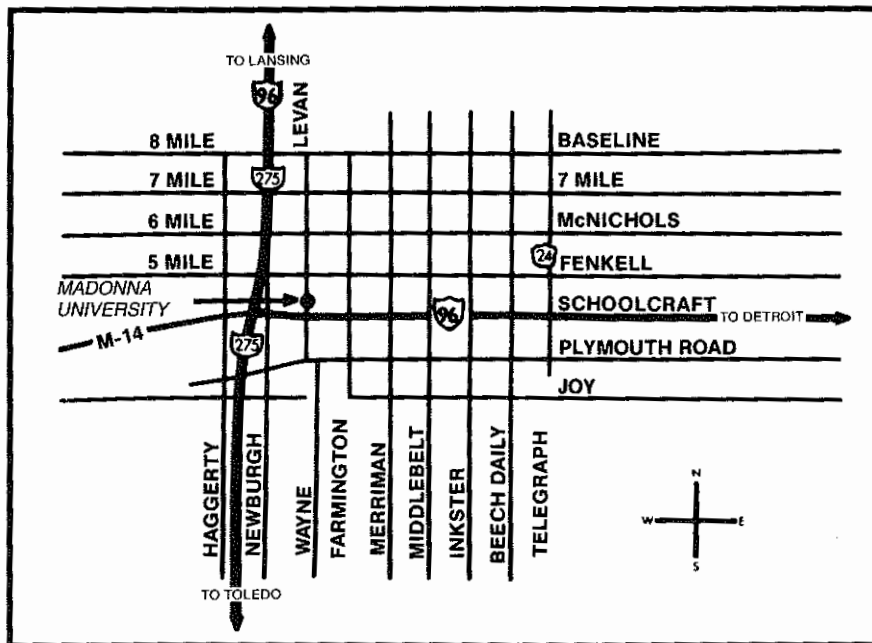 TO LANSING
96
LEVAN
8 MILE
BASELINE
7 MILE
275
7 MILE
6 MILE
McNICHOLS
5 MILE
24
FENKELL
MADONNA
UNIVERSITY
SCHOOLCRAFT
96
TO DETROIT
M-14
275
PLYMOUTH ROAD
JOY
HAGGERTY
NEWBURGH
WAYNE
FARMINGTON
MERRIMAN
MIDDLEBELT
INKSTER
BEECH DAILY
TELEGRAPH
N
W
E
S
TO TOLEDO